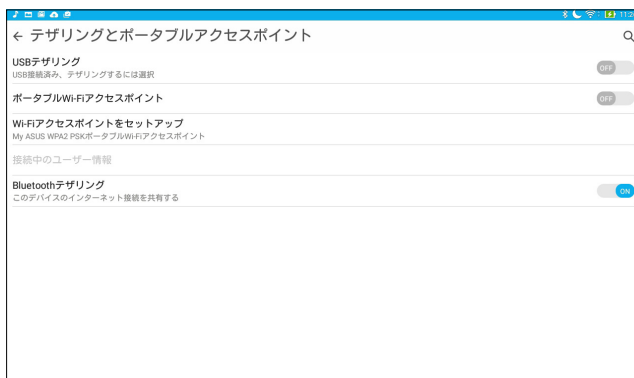 ← テザリングとポータブルアクセスポイント
USBテザリング
USB接続済み、テザリングするには選択
OFF
ポータブルWi-Fiアクセスポイント
OFF
Wi-Fiアクセスポイントをセットアップ
My ASUS WPA2 PSKポータブルWi-Fiアクセスポイント
接続中のユーザー情報
Bluetoothテザリング
このデバイスのインターネット接続を共有する
ON